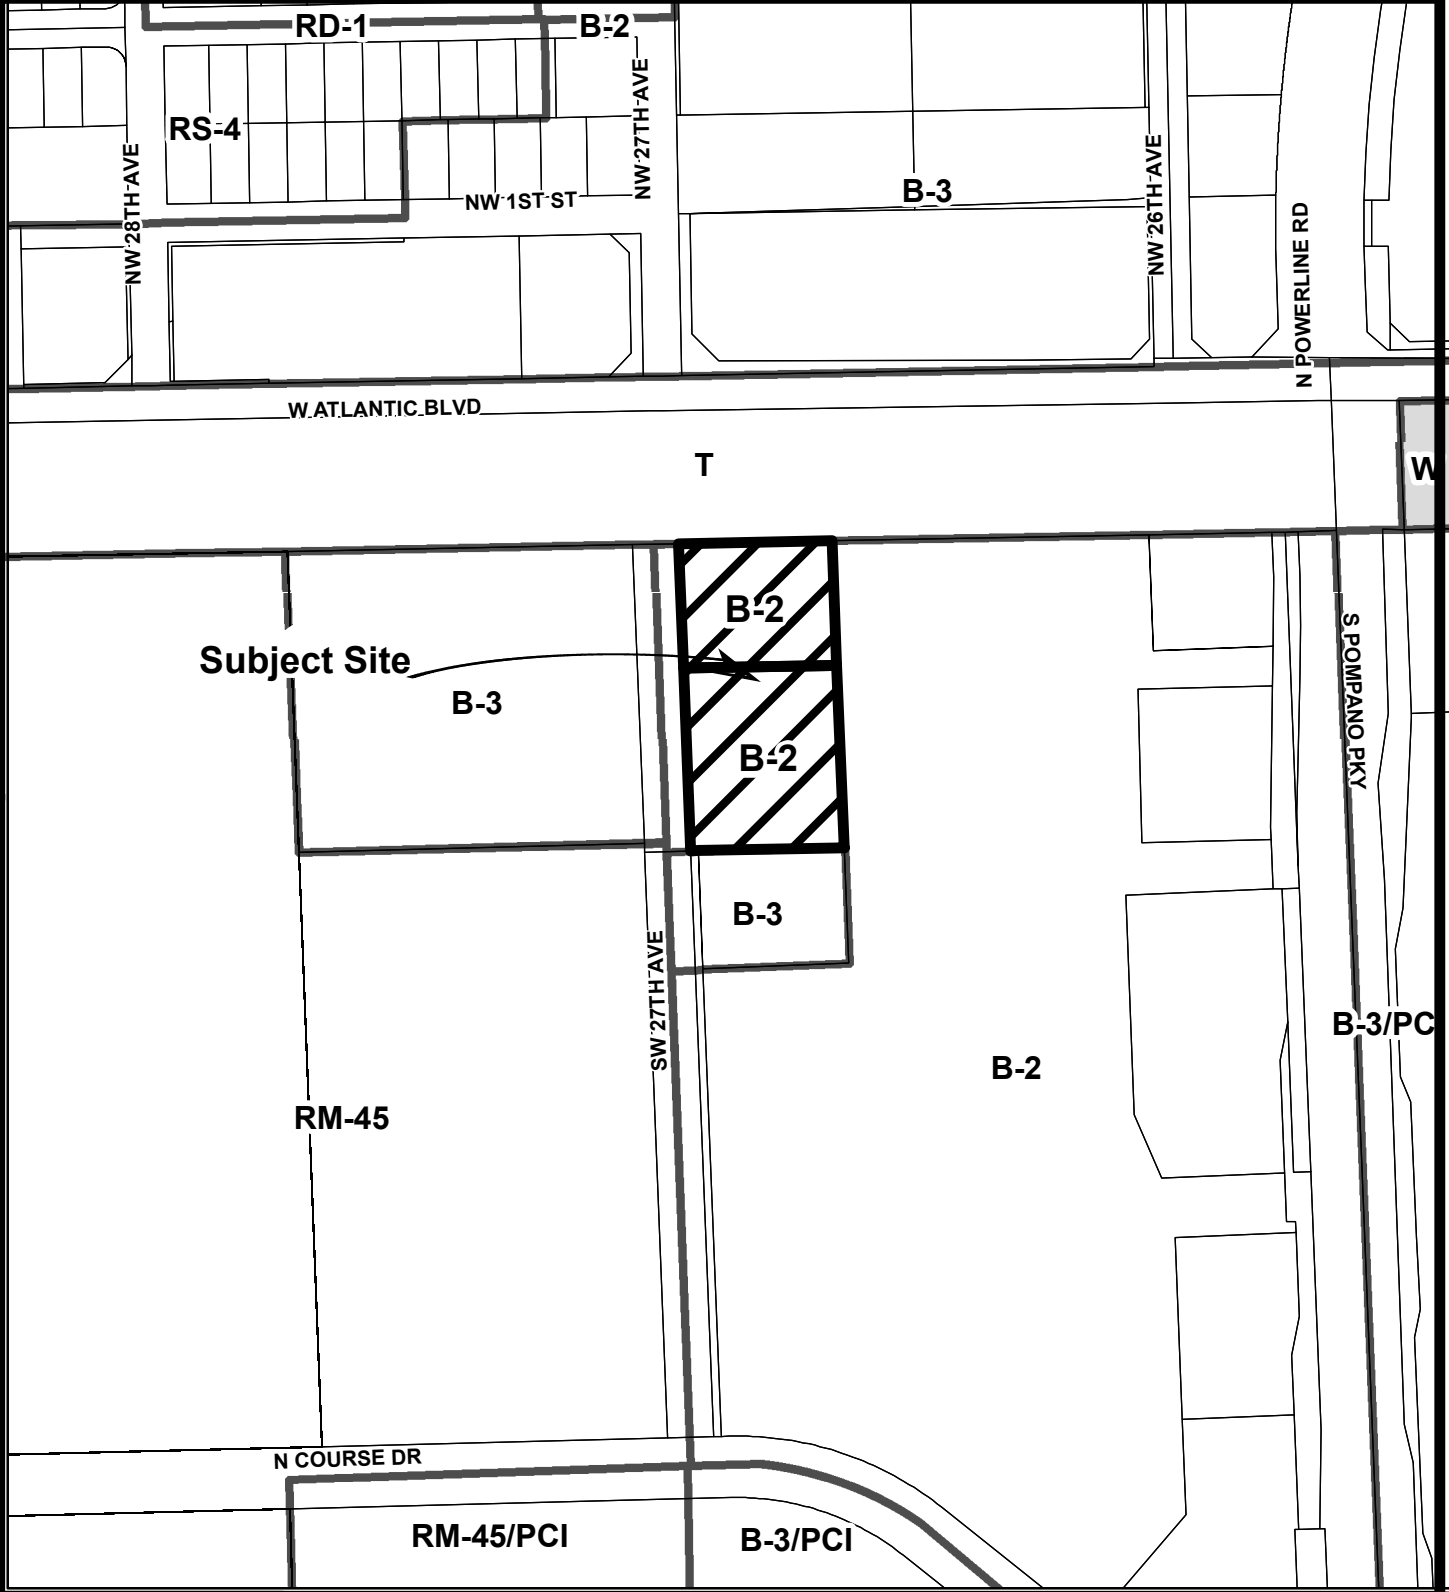 RD-1
B-2
RS-4
NW 27TH AVE
NW 28TH AVE
NW 1ST ST
B-3
NW 26TH AVE
N POWERLINE RD
W ATLANTIC BLVD
T
W
B-2
Subject Site
B-3
B-2
S POMPANO PKY
B-3
SW 27TH AVE
B-3/PC
B-2
RM-45
N COURSE DR
RM-45/PCI
B-3/PCI